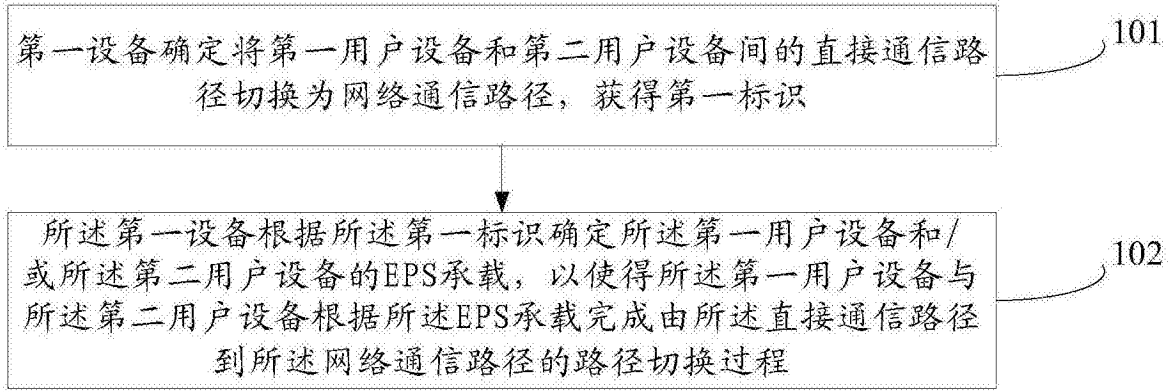 第一设备确定将第一用户设备和第二用户设备间的直接通信路
径切换为网络通信路径，获得第一标识
101
所述第一设备根据所述第一标识确定所述第一用户设备和/
或所述第二用户设备的EPS承载，以使得所述第一用户设备与
所述第二用户设备根据所述EPS承载完成由所述直接通信路径
到所述网络通信路径的路径切换过程
102